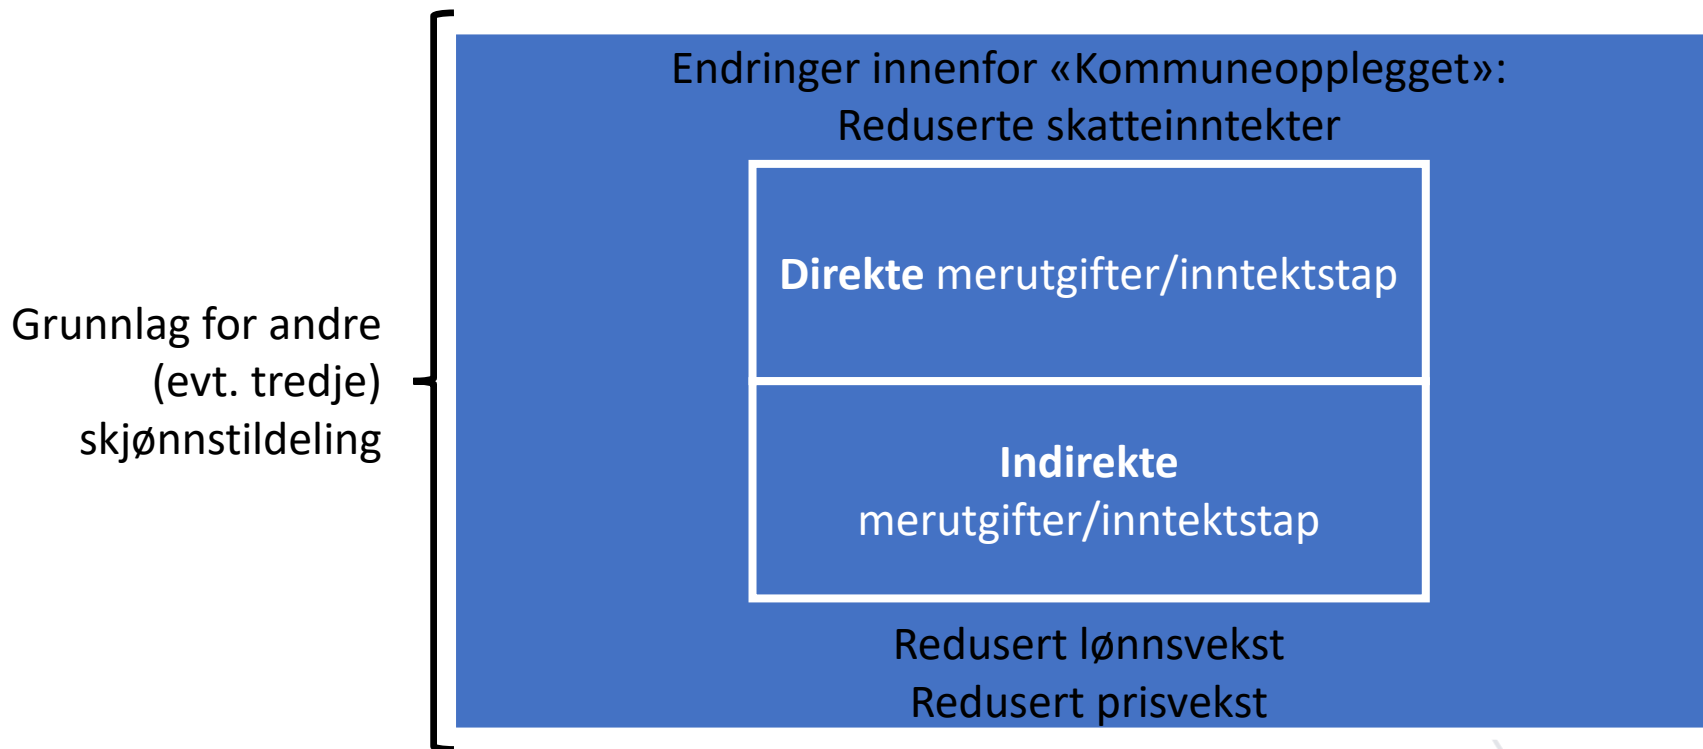 Endringer innenfor «Kommuneopplegget»:
Reduserte skatteinntekter
Direkte merutgifter/inntektstap
Grunnlag for andre
(evt. tredje)
skjønnstildeling
Indirekte
merutgifter/inntektstap
Redusert lønnsvekst
Redusert prisvekst